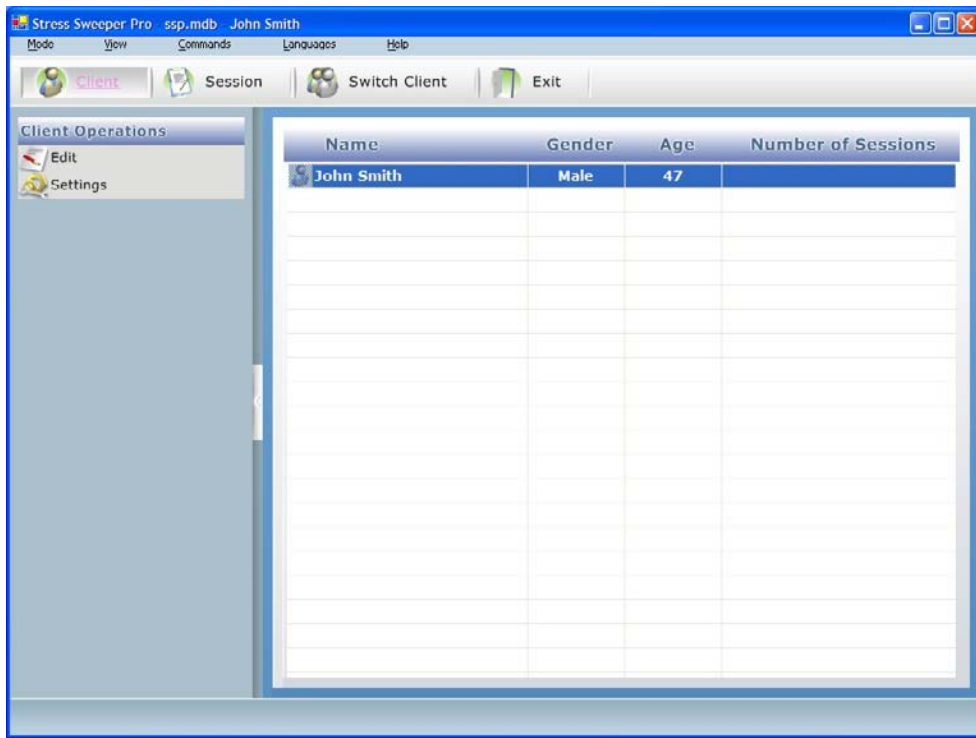 Stress Sweeper Pro ssp.mdb John Smith
Mode View Commands Languages Help
Client Session Switch Client Exit
Client Operations
Edit
Settings
Name Gender Age Number of Sessions
John Smith Male 47